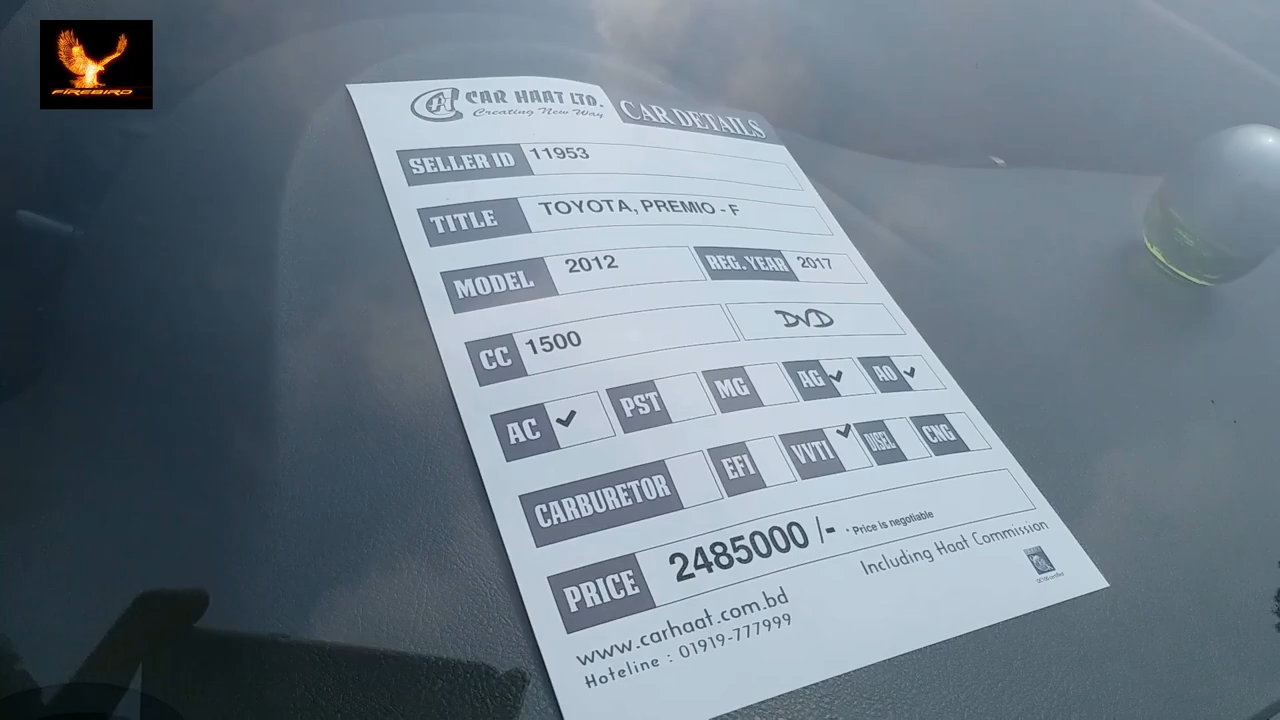 FIREBIRD
CAR HAAT LTD.
Creating New Way
CAR DETAILS
SELLER ID 11953
TITLE TOYOTA, PREMIO - F
MODEL 2012 REG. YEAR 2017
CC 1500 DVD
AC ✓ PST MG AG ✓ AO ✓
CARBURETOR EFI VVTI ✓ DISEL CNG
PRICE 2485000 /- * Price is negotiable
Including Haat Commission
www.carhaat.com.bd
Hoteline : 01919-777999